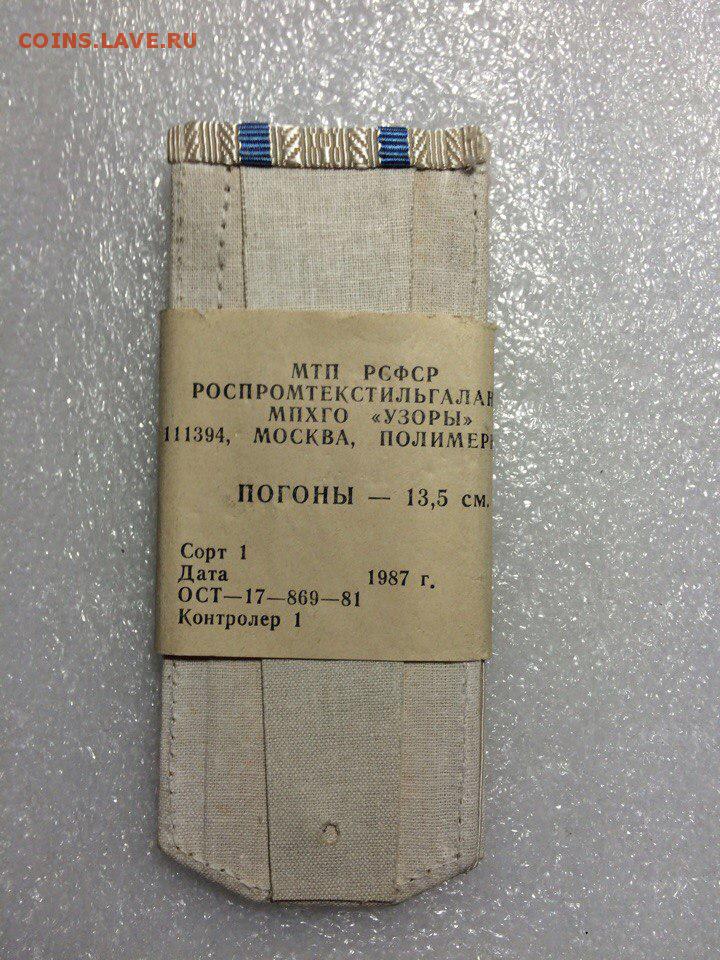 COINS.LAVE.RU
МТП РСФСР
РОСПРОМТЕКСТИЛЬГАЛАН
МПХГО «УЗОРЫ»
111394, МОСКВА, ПОЛИМЕР
ПОГОНЫ — 13,5 см.
Сорт 1
Дата 1987 г.
ОСТ—17—869—81
Контролер 1